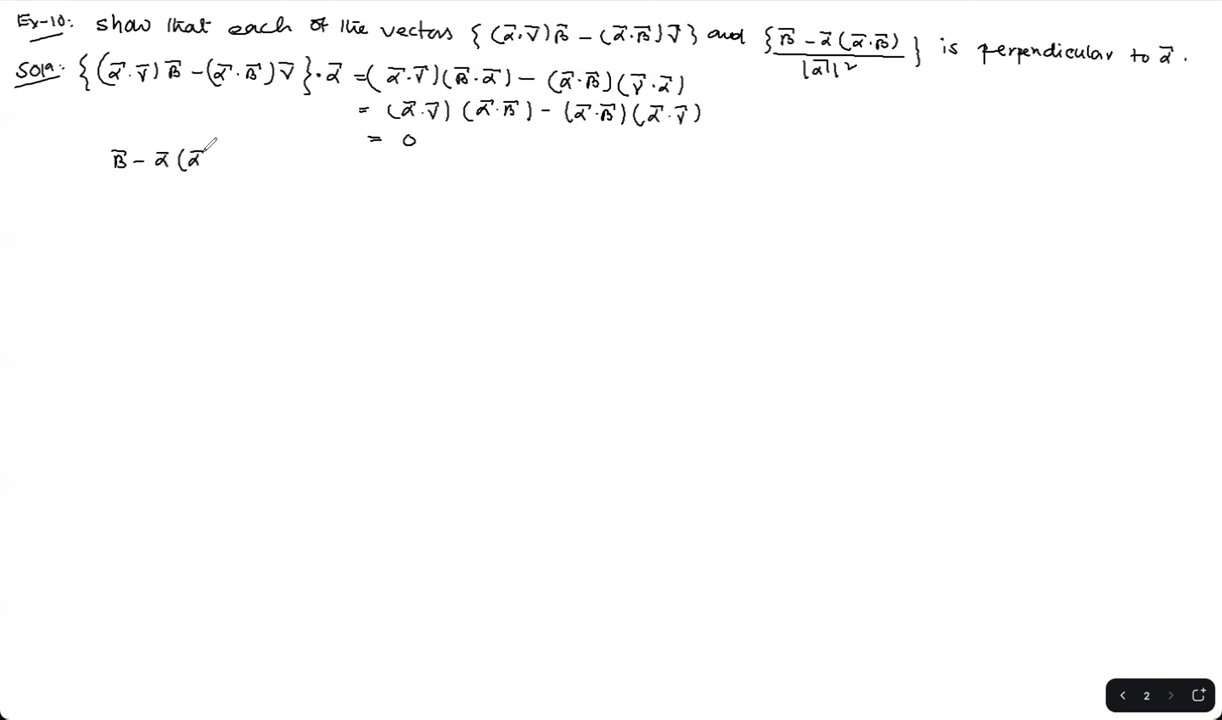 Ex-10: show that each of the vectors { (α⃗·v⃗)β⃗ - (α⃗·β⃗)v⃗ } and { β⃗ - α⃗(α⃗·β⃗) / |α⃗|² } is perpendicular to α⃗.
Solⁿ: { (α⃗·v⃗)β⃗ - (α⃗·β⃗)v⃗ }·α⃗ = (α⃗·v⃗)(β⃗·α⃗) - (α⃗·β⃗)(v⃗·α⃗)
= (α⃗·v⃗)(α⃗·β⃗) - (α⃗·β⃗)(α⃗·v⃗)
= 0
β⃗ - α⃗(α⃗
2